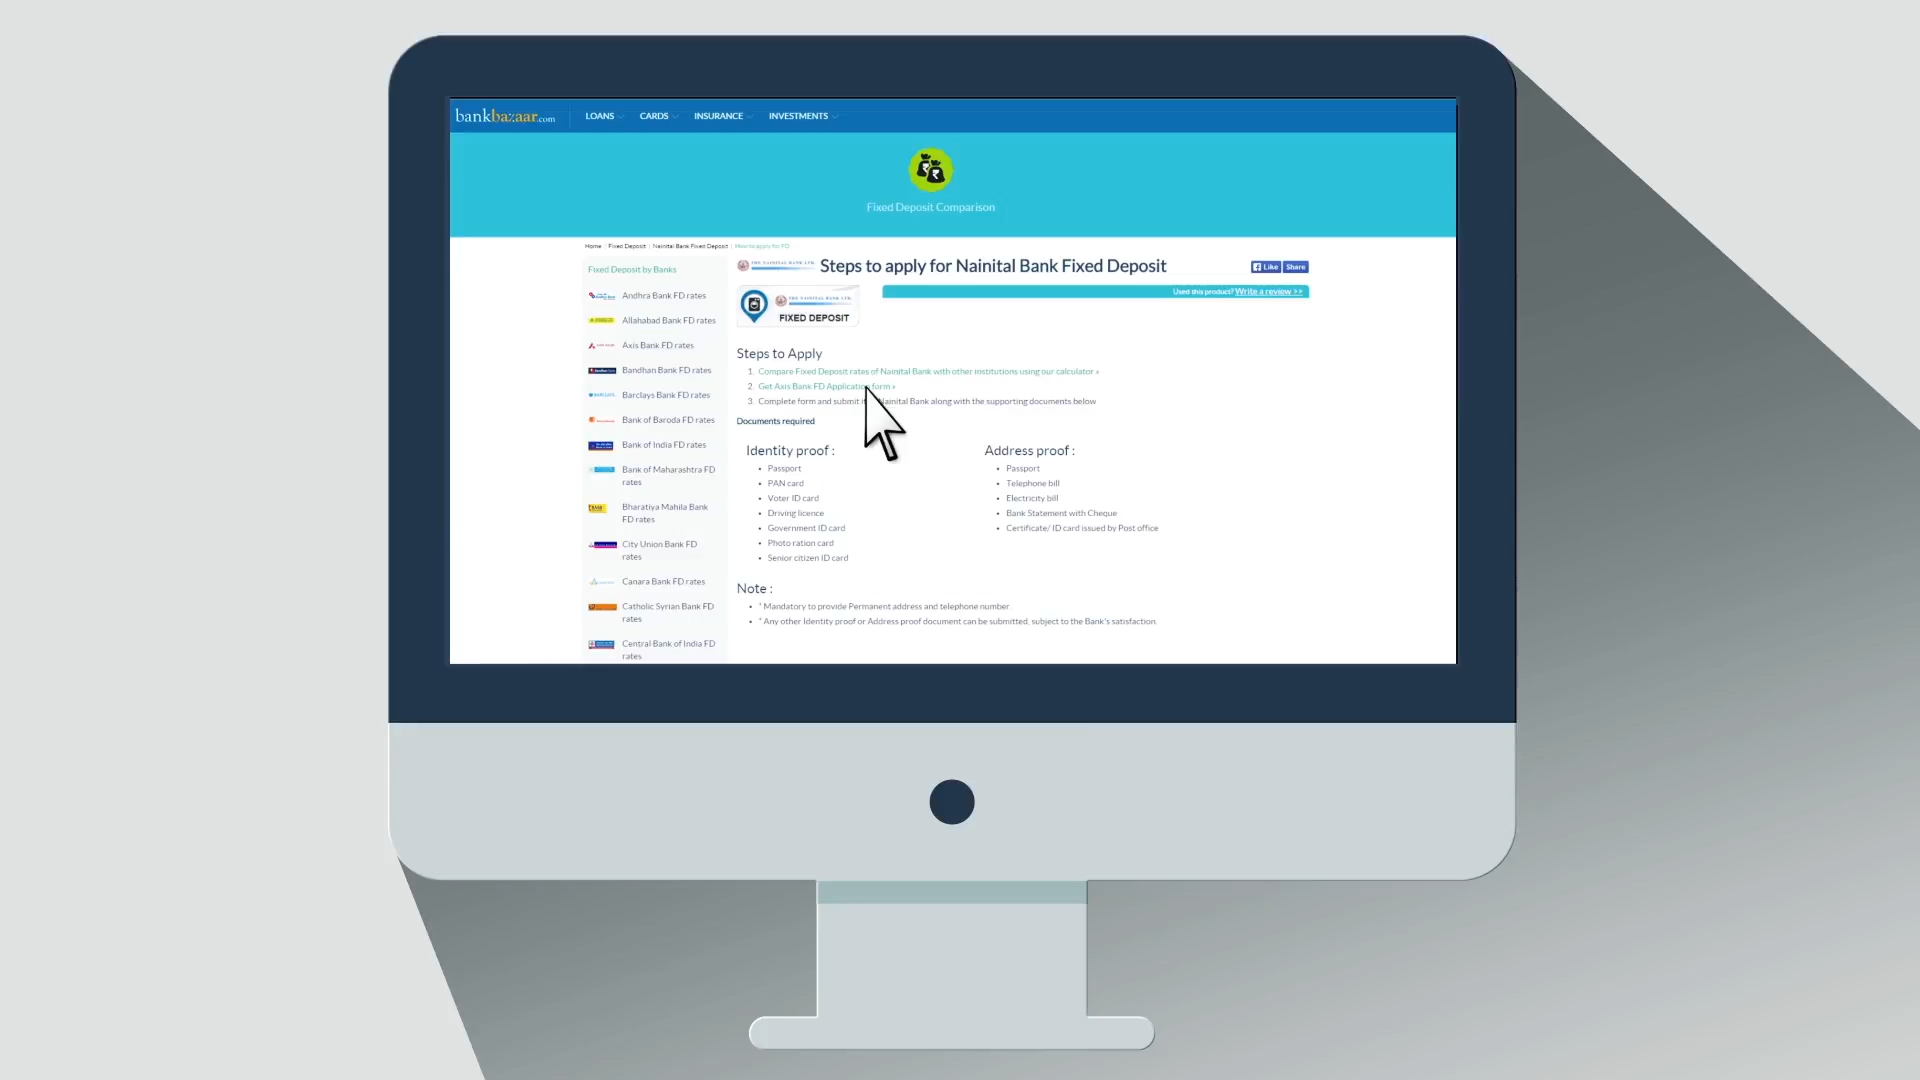 bankbazaar.com
LOANS CARDS INSURANCE INVESTMENTS
Fixed Deposit Comparison
Home | Fixed Deposit | Nainital Bank Fixed Deposit | How to apply for FD
Fixed Deposit by Banks
Andhra Bank FD rates
Allahabad Bank FD rates
Axis Bank FD rates
Bandhan Bank FD rates
Barclays Bank FD rates
Bank of Baroda FD rates
Bank of India FD rates
Bank of Maharashtra FD
rates
Bharatiya Mahila Bank
FD rates
City Union Bank FD
rates
Canara Bank FD rates
Catholic Syrian Bank FD
rates
Central Bank of India FD
rates
THE NAINITAL BANK LTD.
Steps to apply for Nainital Bank Fixed Deposit
Like Share
THE NAINITAL BANK LTD.
FIXED DEPOSIT
Used this product? Write a review >>
Steps to Apply
1. Compare Fixed Deposit rates of Nainital Bank with other institutions using our calculator »
2. Get Axis Bank FD Application form »
3. Complete form and submit it Nainital Bank along with the supporting documents below
Documents required
Identity proof :
• Passport
• PAN card
• Voter ID card
• Driving licence
• Government ID card
• Photo ration card
• Senior citizen ID card
Address proof :
• Passport
• Telephone bill
• Electricity bill
• Bank Statement with Cheque
• Certificate/ ID card issued by Post office
Note :
• * Mandatory to provide Permanent address and telephone number.
• * Any other Identity proof or Address proof document can be submitted, subject to the Bank's satisfaction.